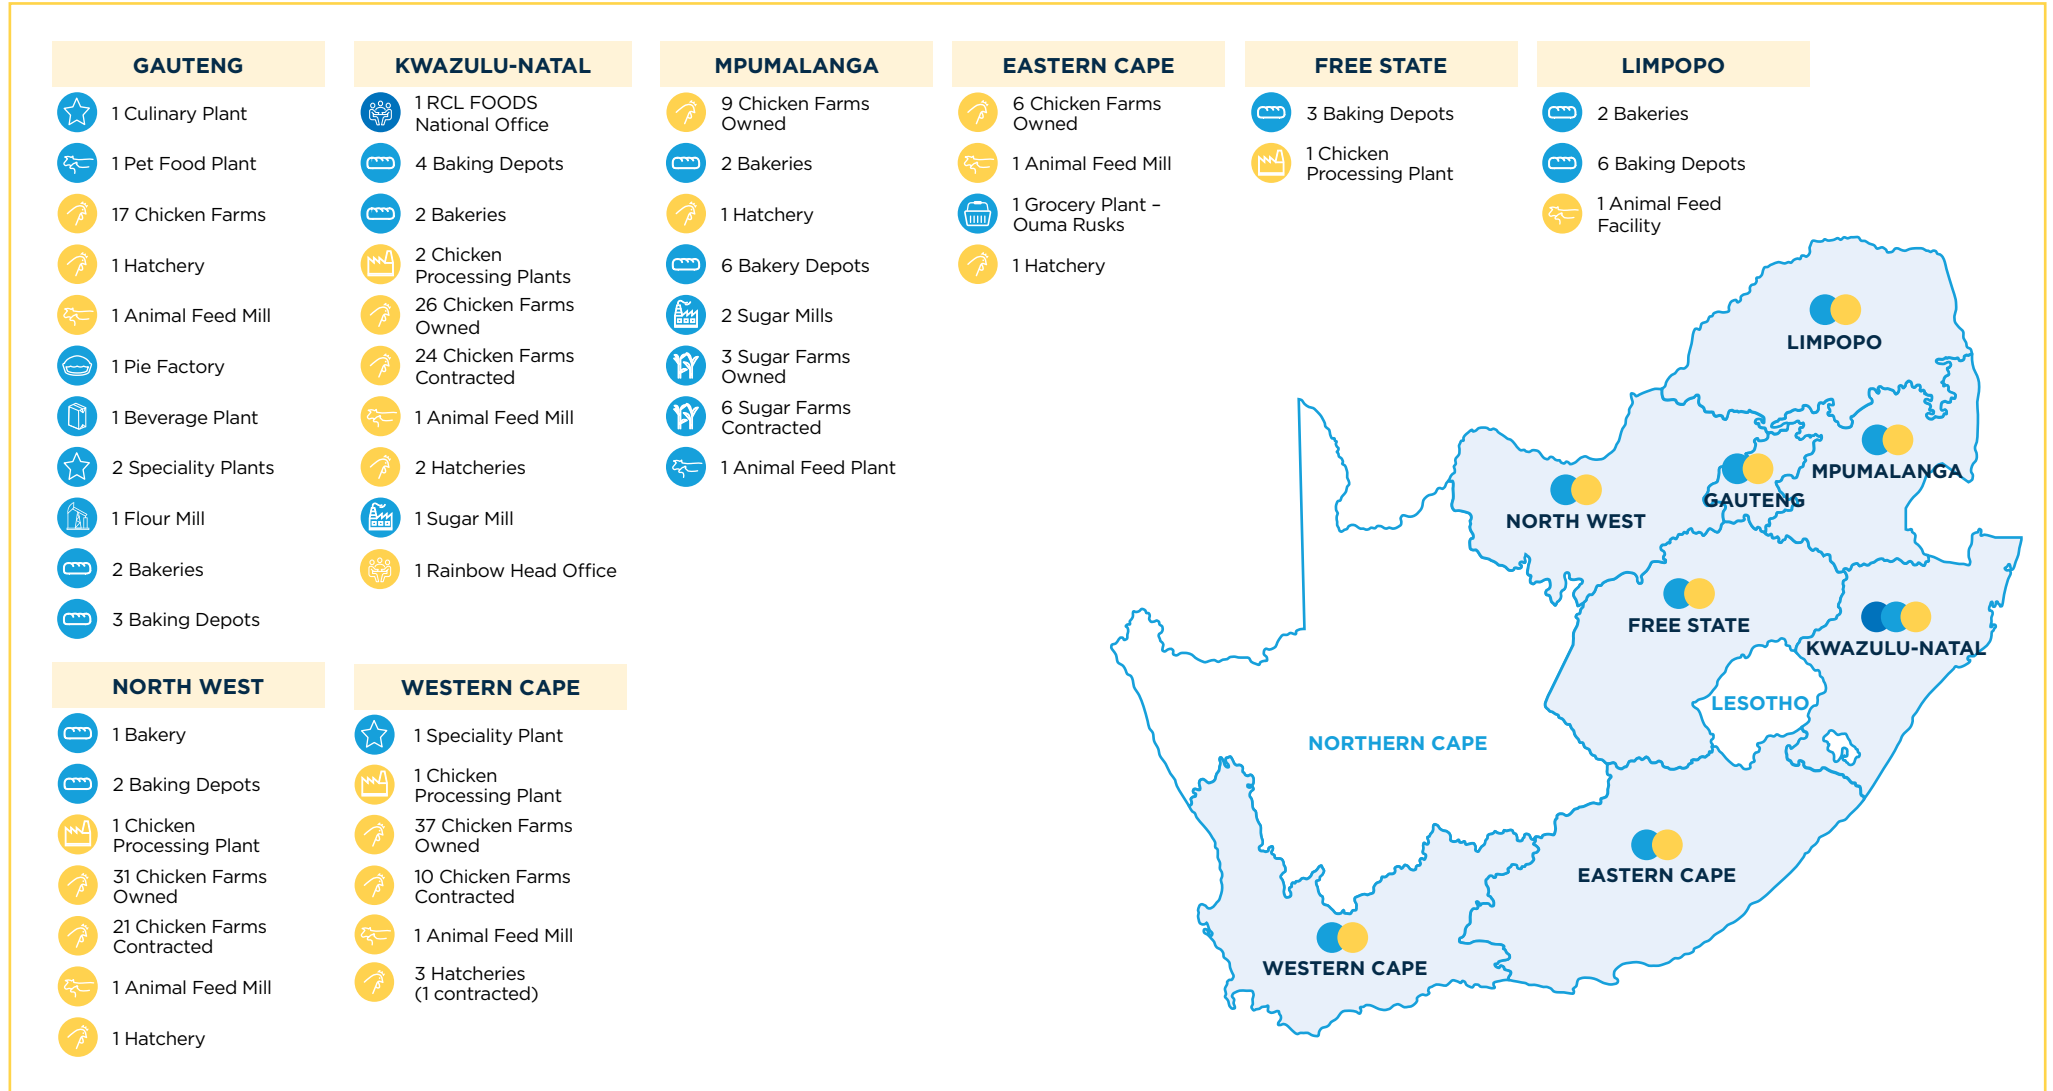 GAUTENG
1 Culinary Plant
1 Pet Food Plant
17 Chicken Farms
1 Hatchery
1 Animal Feed Mill
1 Pie Factory
1 Beverage Plant
2 Speciality Plants
1 Flour Mill
2 Bakeries
3 Baking Depots
KWAZULU-NATAL
1 RCL FOODS
National Office
4 Baking Depots
2 Bakeries
2 Chicken
Processing Plants
26 Chicken Farms
Owned
24 Chicken Farms
Contracted
1 Animal Feed Mill
2 Hatcheries
1 Sugar Mill
1 Rainbow Head Office
MPUMALANGA
9 Chicken Farms
Owned
2 Bakeries
1 Hatchery
6 Bakery Depots
2 Sugar Mills
3 Sugar Farms
Owned
6 Sugar Farms
Contracted
1 Animal Feed Plant
EASTERN CAPE
6 Chicken Farms
Owned
1 Animal Feed Mill
1 Grocery Plant –
Ouma Rusks
1 Hatchery
FREE STATE
3 Baking Depots
1 Chicken
Processing Plant
LIMPOPO
2 Bakeries
6 Baking Depots
1 Animal Feed
Facility
NORTH WEST
1 Bakery
2 Baking Depots
1 Chicken
Processing Plant
31 Chicken Farms
Owned
21 Chicken Farms
Contracted
1 Animal Feed Mill
1 Hatchery
WESTERN CAPE
1 Speciality Plant
1 Chicken
Processing Plant
37 Chicken Farms
Owned
10 Chicken Farms
Contracted
1 Animal Feed Mill
3 Hatcheries
(1 contracted)
LIMPOPO
MPUMALANGA
GAUTENG
NORTH WEST
FREE STATE
KWAZULU-NATAL
LESOTHO
NORTHERN CAPE
EASTERN CAPE
WESTERN CAPE